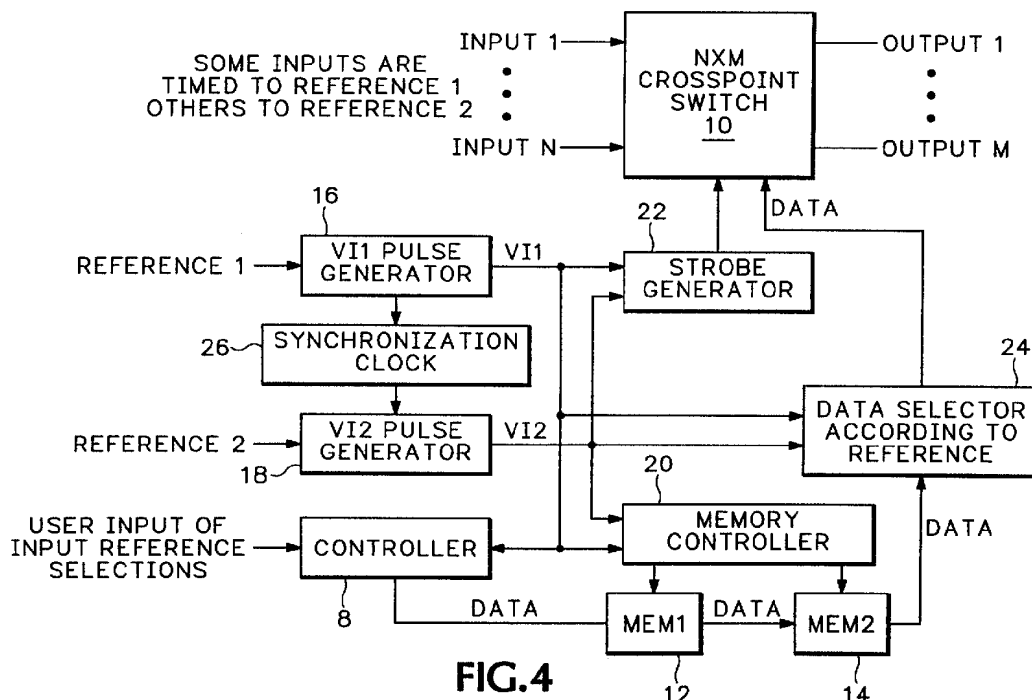 SOME INPUTS ARE
TIMED TO REFERENCE 1
OTHERS TO REFERENCE 2
INPUT 1
INPUT N
NXM
CROSSPOINT
SWITCH
10
OUTPUT 1
OUTPUT M
DATA
16
REFERENCE 1
VI1 PULSE
GENERATOR
VI1
22
STROBE
GENERATOR
26
SYNCHRONIZATION
CLOCK
24
DATA SELECTOR
ACCORDING TO
REFERENCE
REFERENCE 2
VI2 PULSE
GENERATOR
VI2
18
20
MEMORY
CONTROLLER
DATA
USER INPUT OF
INPUT REFERENCE
SELECTIONS
CONTROLLER
8
DATA
MEM1
DATA
MEM2
12
14
FIG.4